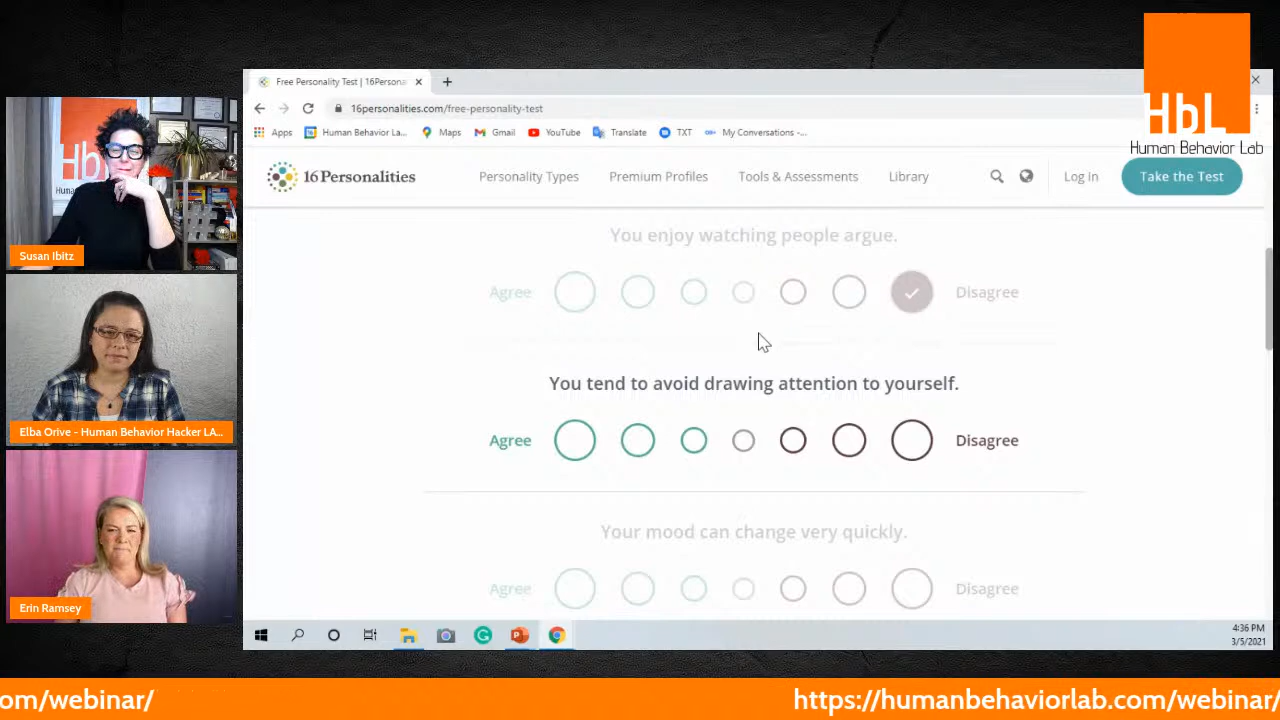 HbL
Human Behavior Lab
Free Personality Test | 16Persona
16personalities.com/free-personality-test
Apps
Human Behavior La...
Maps
Gmail
YouTube
Translate
TXT
My Conversations -...
16Personalities
Personality Types
Premium Profiles
Tools & Assessments
Library
Log In
Take the Test
You enjoy watching people argue.
Agree
Disagree
You tend to avoid drawing attention to yourself.
Agree
Disagree
Your mood can change very quickly.
Agree
Disagree
4:36 PM
3/5/2021
Susan Ibitz
Elba Orive - Human Behavior Hacker LA...
Erin Ramsey
om/webinar/
https://humanbehaviorlab.com/webinar/